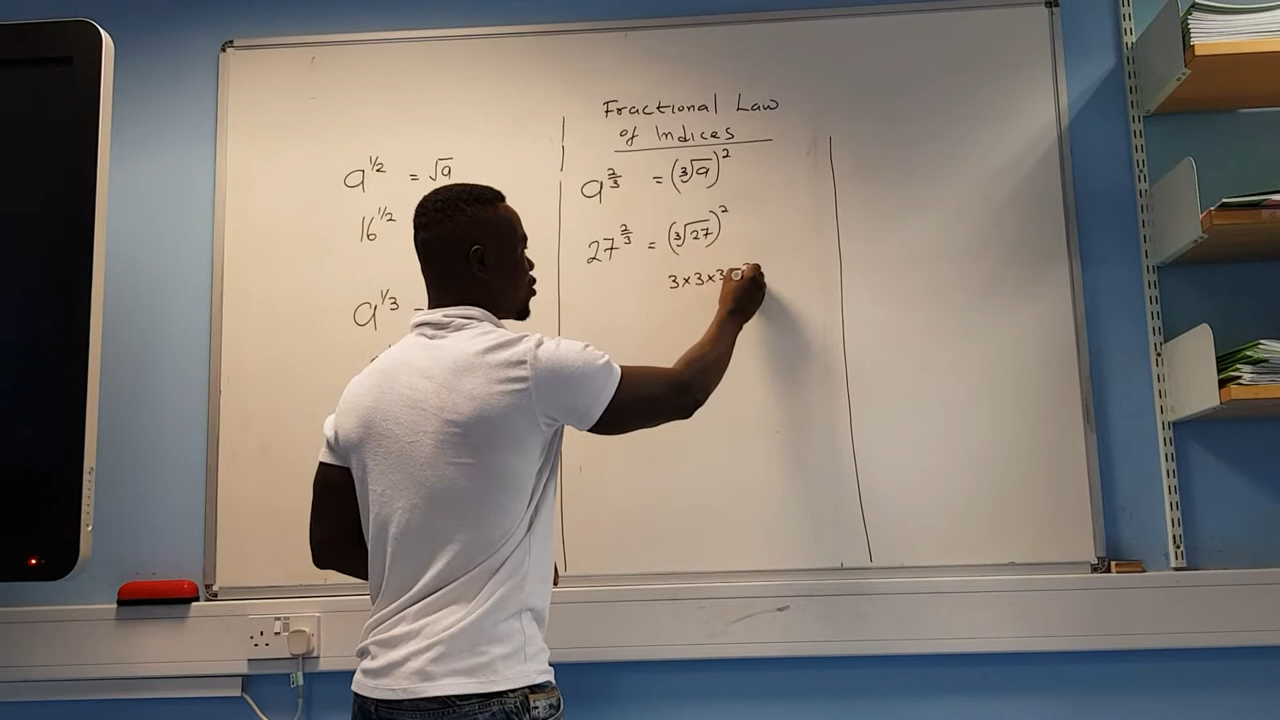 Fractional Law
of Indices
a^{1/2} = √a
16^{1/2}
a^{1/3}
a^{2/3} = (∛a)^2
27^{2/3} = (∛27)^2
3×3×3